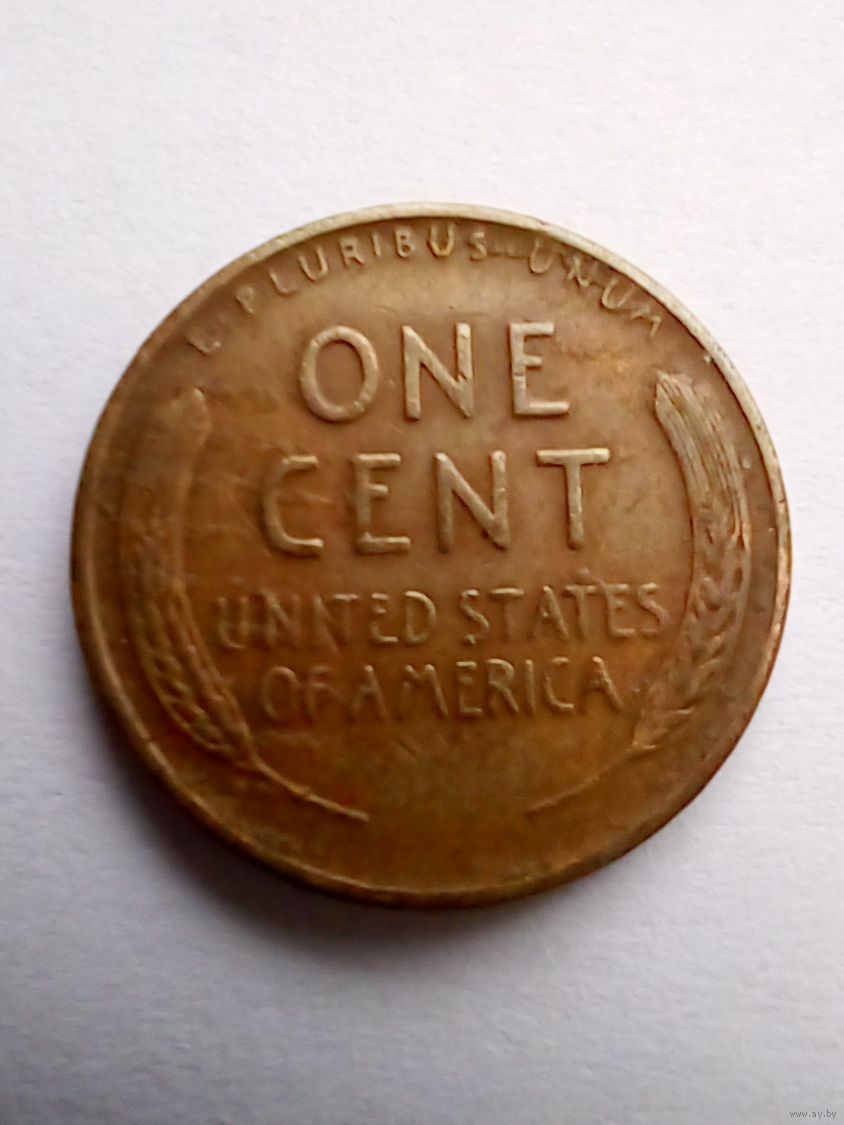 E PLURIBUS UNUM
ONE
CENT
UNITED STATES
OF AMERICA
www.ay.by